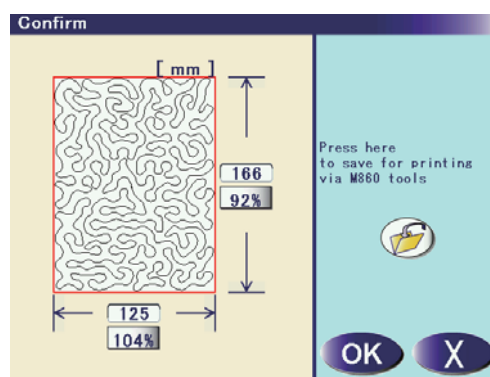 Confirm
[ mm ]
166
92%
125
104%
Press here
to save for printing
via M860 tools
OK X